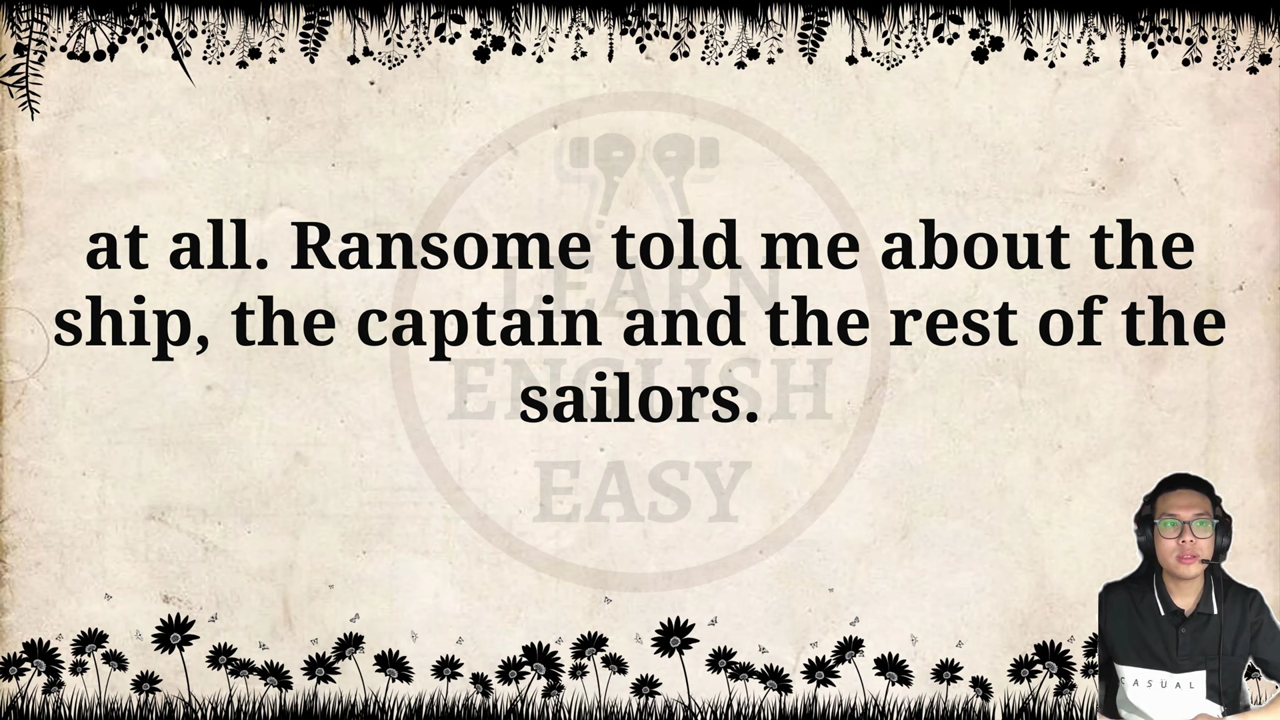 at all. Ransome told me about the
ship, the captain and the rest of the
sailors.
LEARN
ENGLISH
EASY
CASUAL